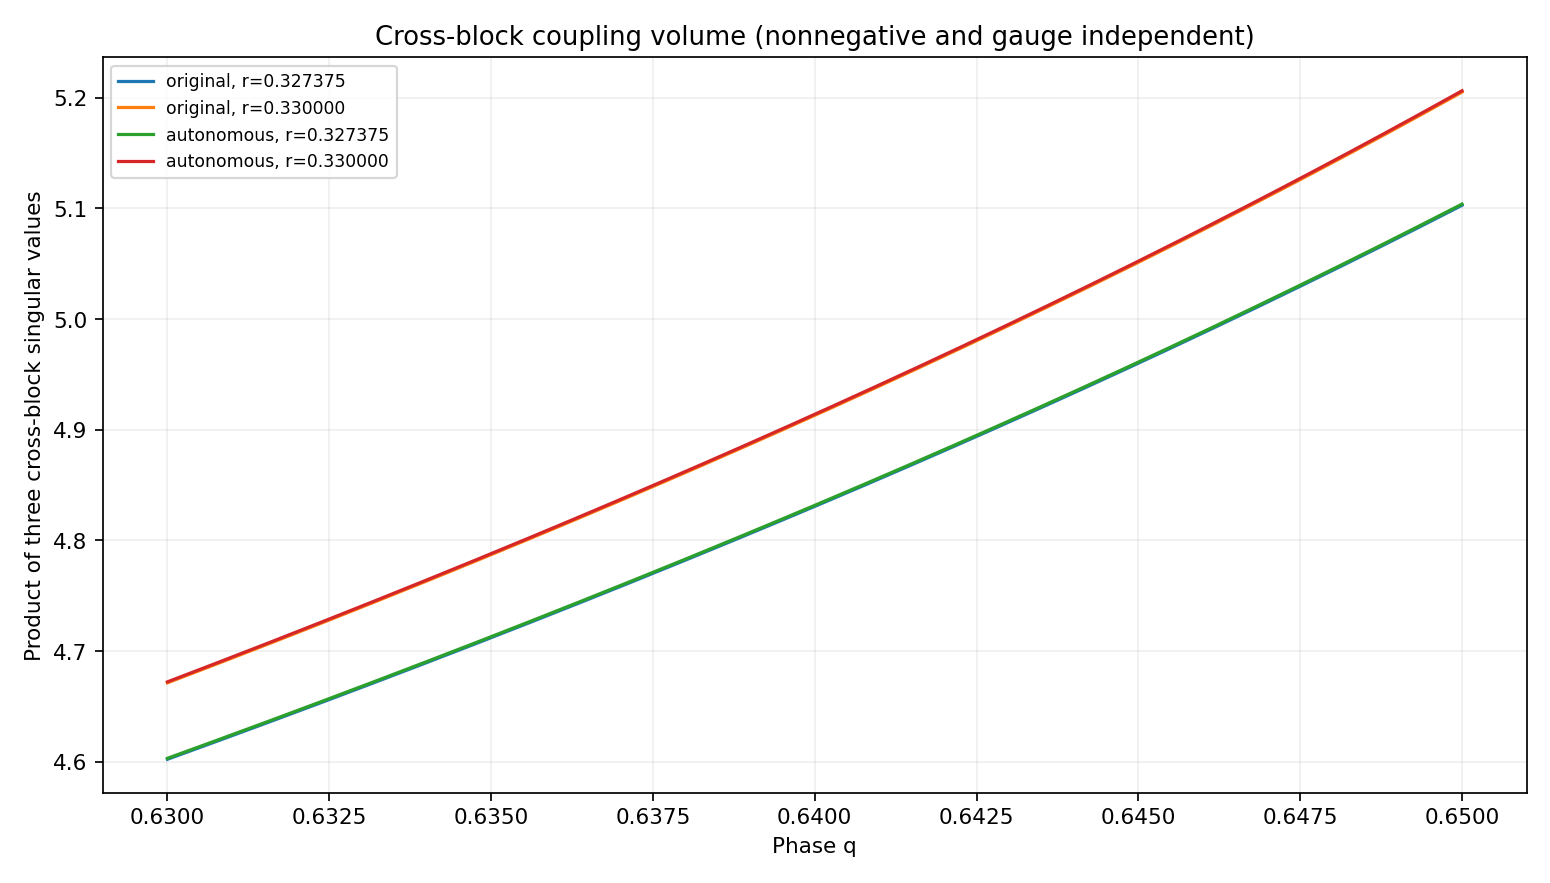 Cross-block coupling volume (nonnegative and gauge independent)
original, r=0.327375
original, r=0.330000
autonomous, r=0.327375
autonomous, r=0.330000
Product of three cross-block singular values
5.2
5.1
5.0
4.9
4.8
4.7
4.6
0.6300 0.6325 0.6350 0.6375 0.6400 0.6425 0.6450 0.6475 0.6500
Phase q